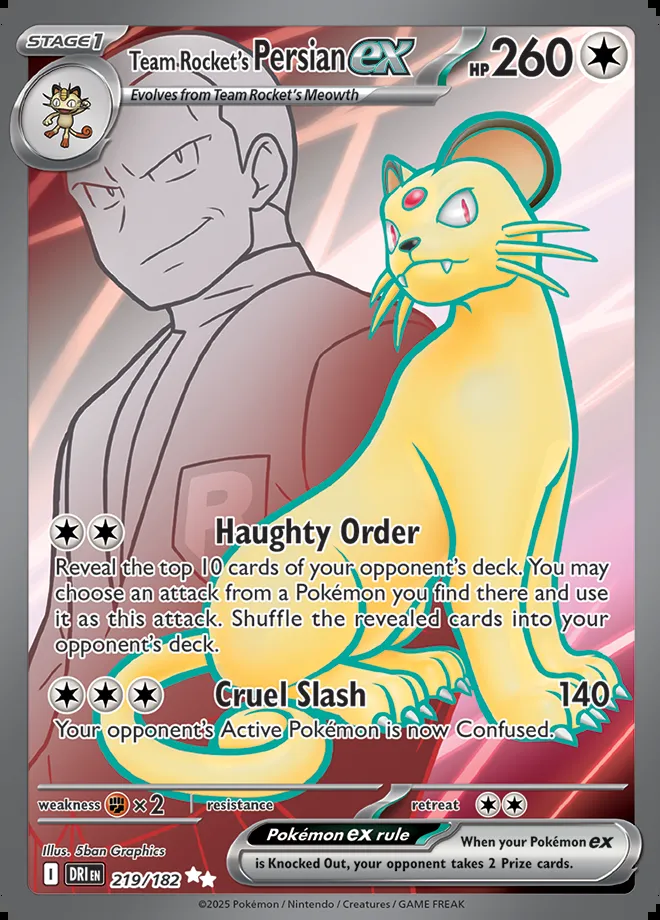 STAGE1
Team Rocket's Persian ex HP 260
Evolves from Team Rocket's Meowth
R
Haughty Order
Reveal the top 10 cards of your opponent's deck. You may
choose an attack from a Pokémon you find there and use
it as this attack. Shuffle the revealed cards into your
opponent's deck.
Cruel Slash 140
Your opponent's Active Pokémon is now Confused.
weakness ×2 resistance retreat
Pokémon ex rule
When your Pokémon ex
is Knocked Out, your opponent takes 2 Prize cards.
Illus. 5ban Graphics
I DRI EN 219/182
©2025 Pokémon / Nintendo / Creatures / GAME FREAK